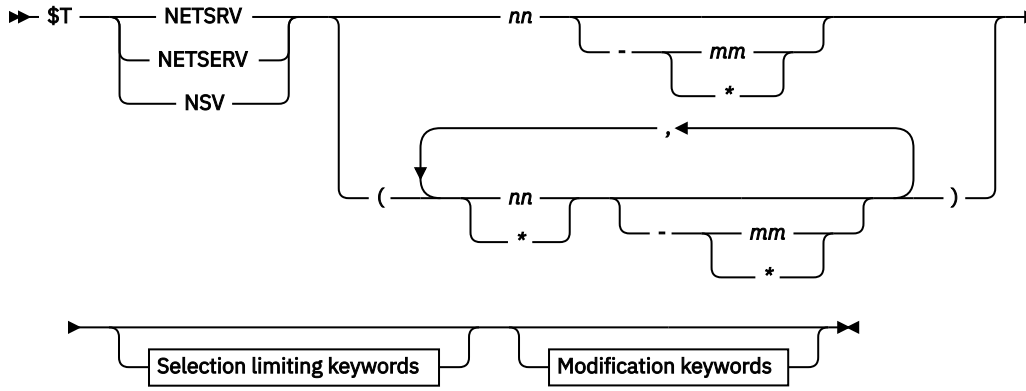 $T NETSRV nn
NETSERV - mm
NSV *
,
( nn )
* - mm
*
Selection limiting keywords Modification keywords